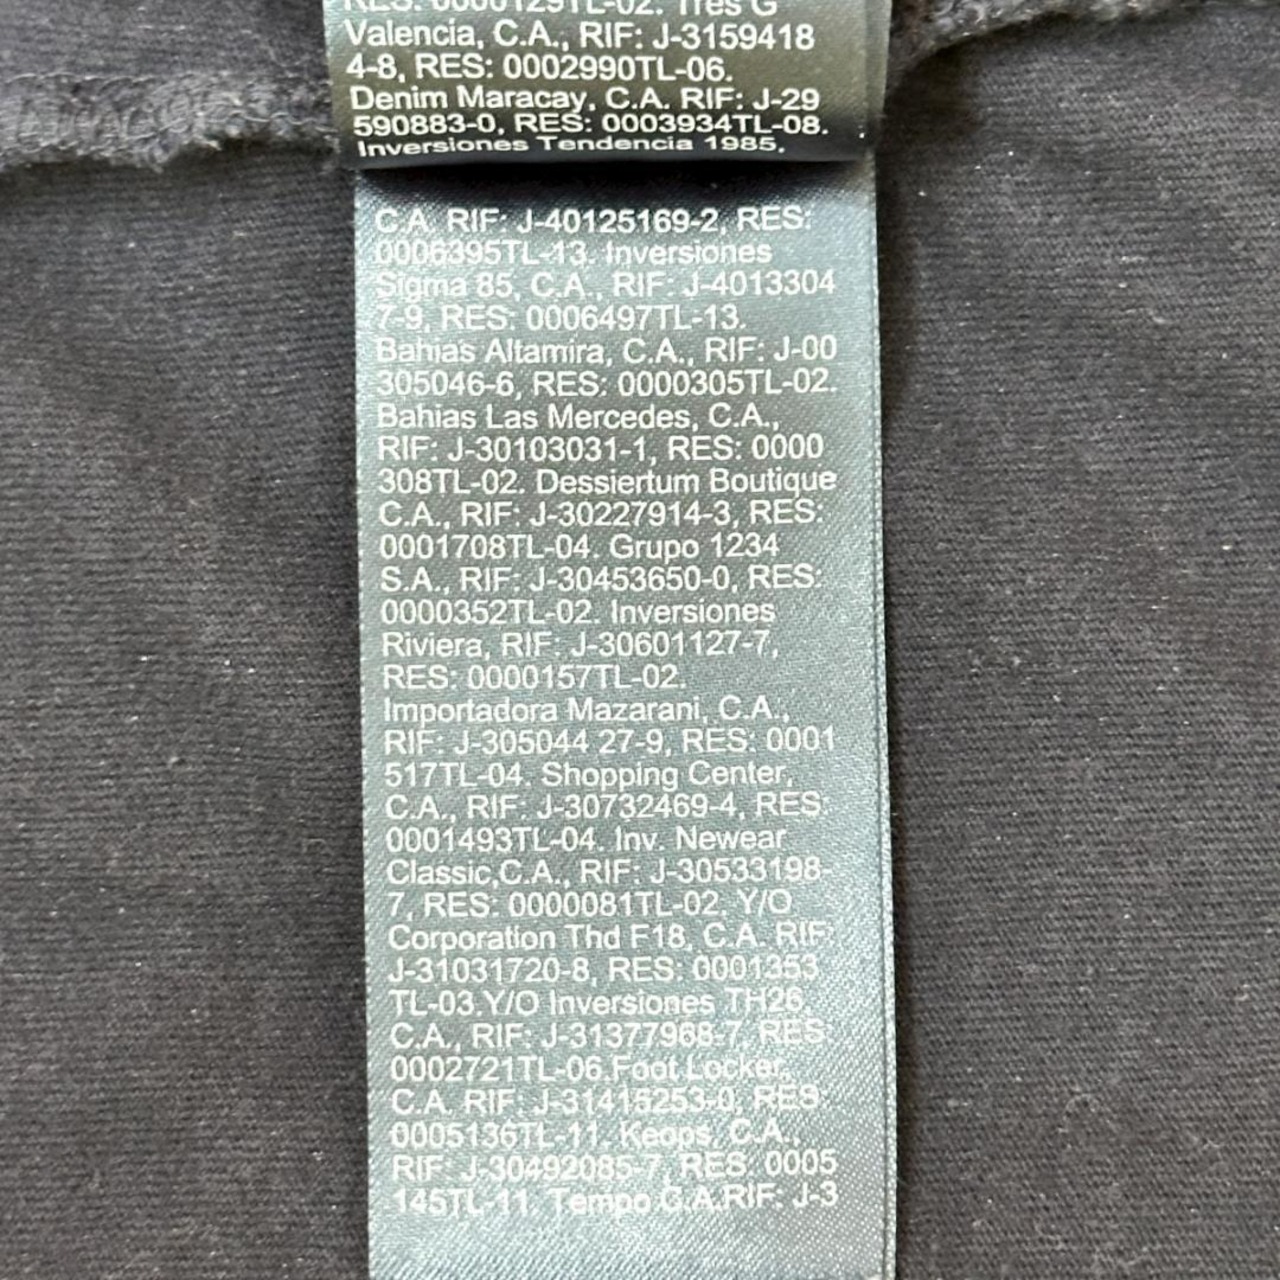 RES: 0000129TL-02. Tres G
Valencia, C.A., RIF: J-3159418
4-8, RES: 0002990TL-06.
Denim Maracay, C.A. RIF: J-29
590883-0, RES: 0003934TL-08.
Inversiones Tendencia 1985,
C.A. RIF: J-40125169-2, RES:
0006395TL-13. Inversiones
Sigma 85, C.A., RIF: J-4013304
7-9, RES: 0006497TL-13.
Bahias Altamira, C.A., RIF: J-00
305046-6, RES: 0000305TL-02.
Bahias Las Mercedes, C.A.,
RIF: J-30103031-1, RES: 0000
308TL-02. Dessiertum Boutique
C.A., RIF: J-30227914-3, RES:
0001708TL-04. Grupo 1234
S.A., RIF: J-30453650-0, RES:
0000352TL-02. Inversiones
Riviera, RIF: J-30601127-7,
RES: 0000157TL-02.
Importadora Mazarani, C.A.,
RIF: J-305044 27-9, RES: 0001
517TL-04. Shopping Center,
C.A., RIF: J-30732469-4, RES:
0001493TL-04. Inv. Newear
Classic,C.A., RIF: J-30533198-
7, RES: 0000081TL-02. Y/O
Corporation Thd F18, C.A. RIF:
J-31031720-8, RES: 0001353
TL-03.Y/O Inversiones TH26,
C.A., RIF: J-31377968-7, RES:
0002721TL-06.Foot Locker,
C.A. RIF: J-31415253-0, RES:
0005136TL-11. Keops, C.A.,
RIF: J-30492085-7, RES: 0005
145TL-11. Tempo C.A.RIF: J-3